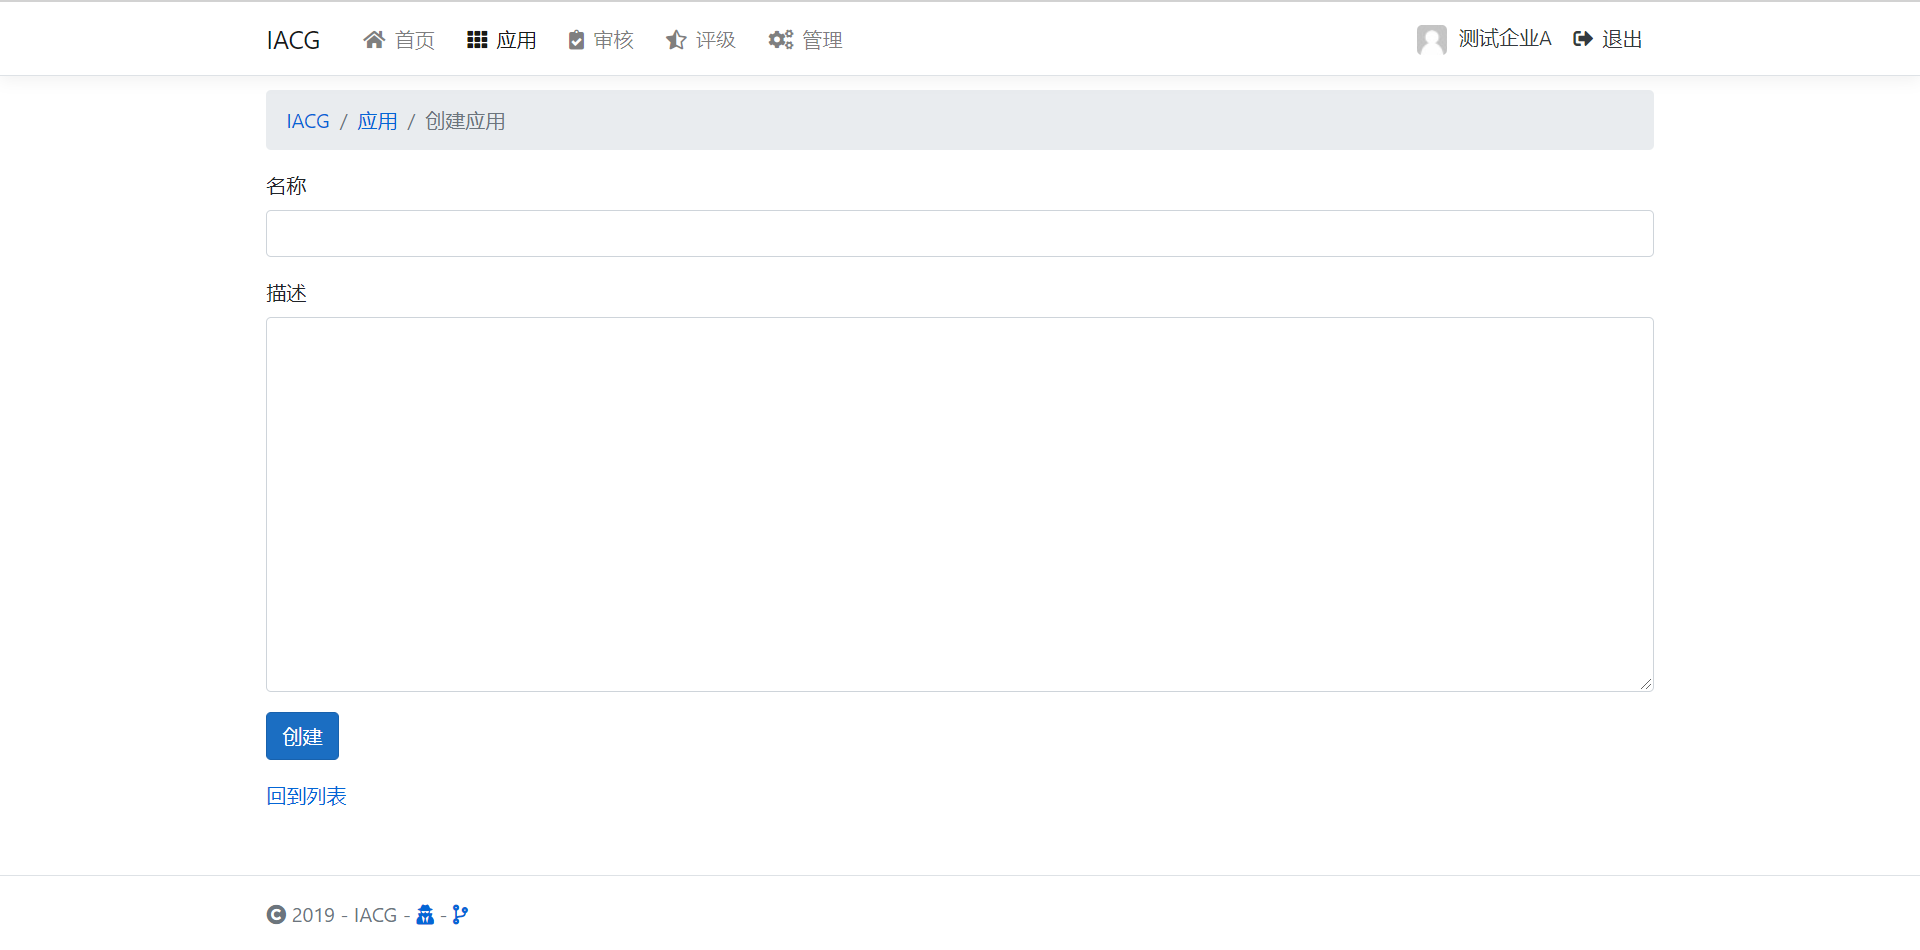 IACG 首页 应用 审核 评级 管理 测试企业A 退出
IACG / 应用 / 创建应用
名称
描述
创建
回到列表
© 2019 - IACG - -